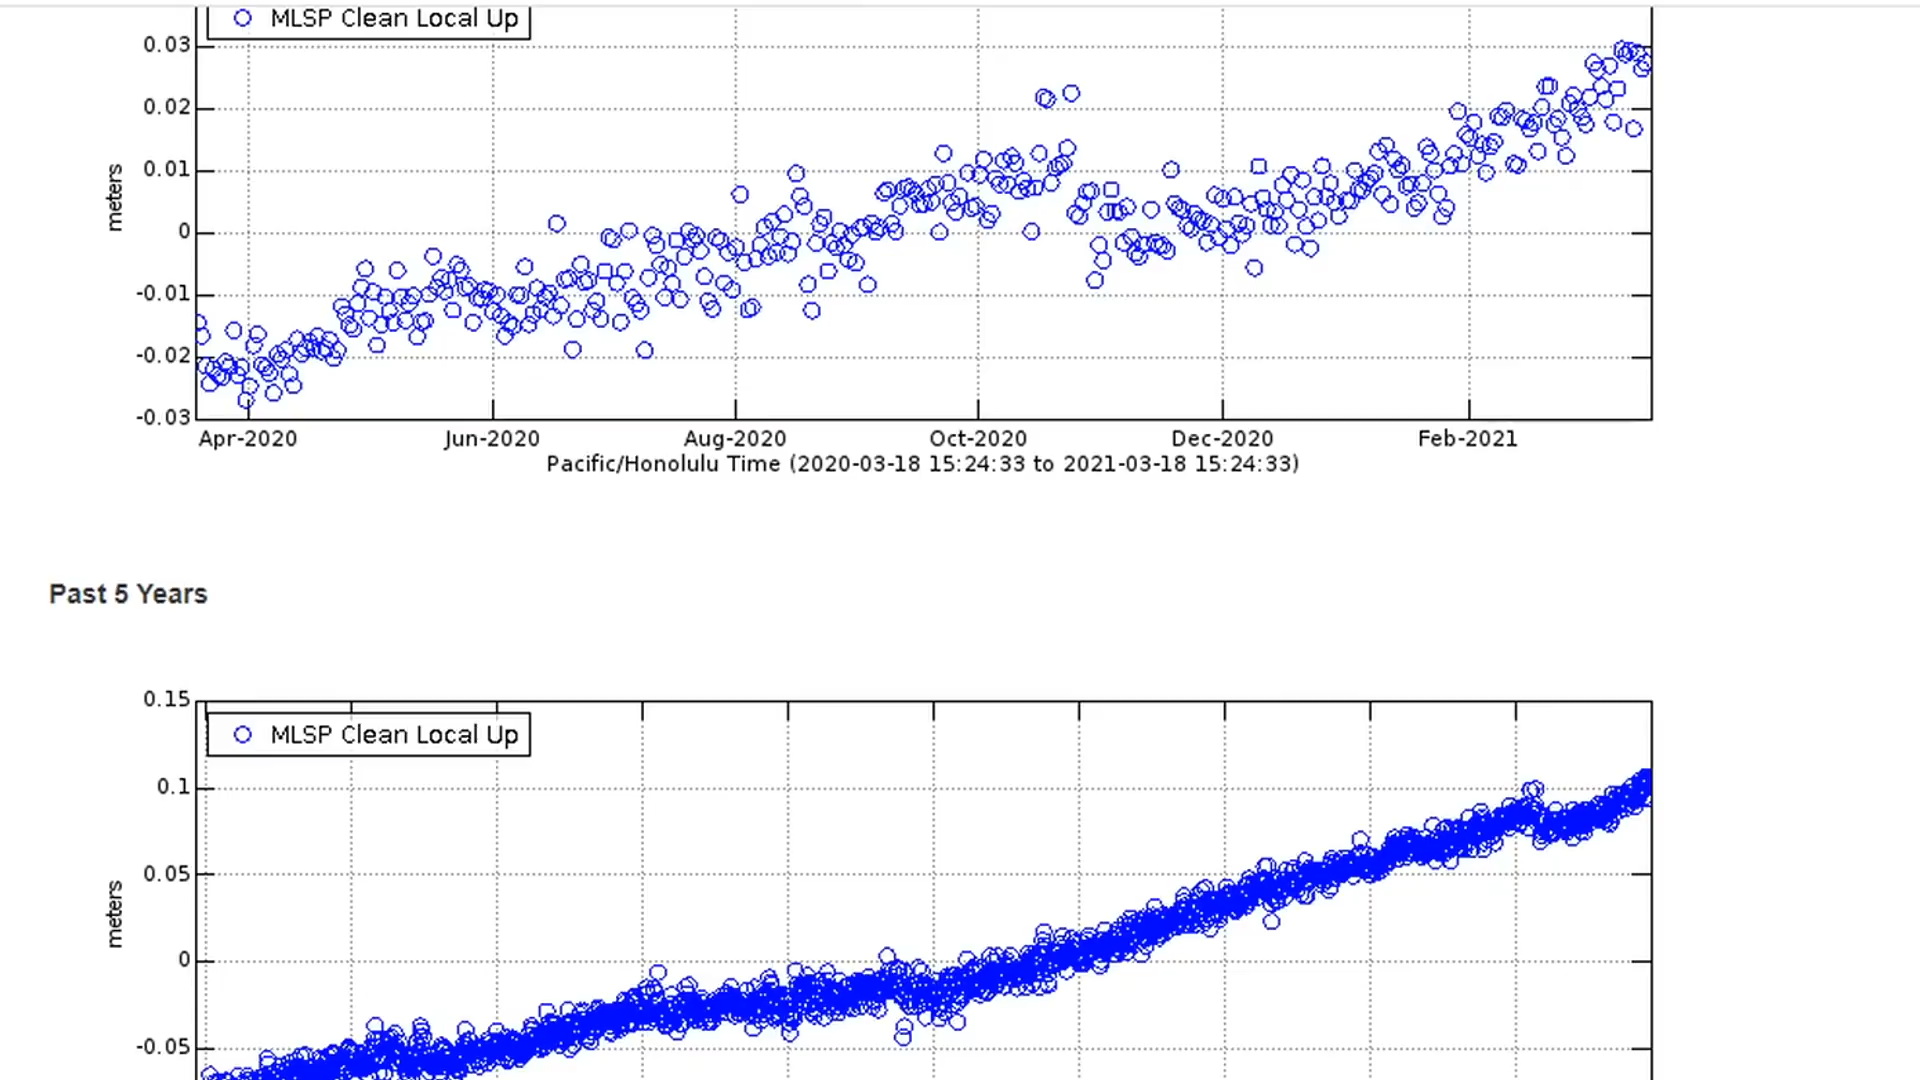 MLSP Clean Local Up
0.03
0.02
0.01
0
-0.01
-0.02
-0.03
meters
Apr-2020 Jun-2020 Aug-2020 Oct-2020 Dec-2020 Feb-2021
Pacific/Honolulu Time (2020-03-18 15:24:33 to 2021-03-18 15:24:33)
Past 5 Years
0.15
MLSP Clean Local Up
0.1
0.05
0
-0.05
meters